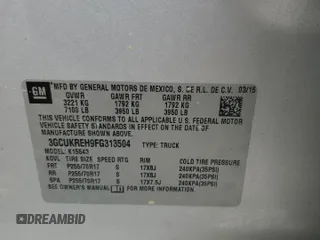 GM
MFD BY GENERAL MOTORS DE MEXICO, S. DE R.L. DE C.V. 03/15
GVWR GAWR FRT GAWR RR
3221 KG 1792 KG 1792 KG
7100 LB 3950 LB 3950 LB
THIS VEHICLE CONFORMS TO ALL APPLICABLE U.S. FEDERAL
MOTOR VEHICLE SAFETY STANDARDS IN EFFECT ON THE DATE
OF MANUFACTURE SHOWN ABOVE.
3GCUKREH9FG313504 TYPE: TRUCK
MODEL: K15543
TIRE SIZE SPEED RTG RIM COLD TIRE PRESSURE
FRT P255/70R17 S 17X8J 240KPA(35PSI)
RR P255/70R17 S 17X8J 240KPA(35PSI)
SPA P255/70R17 S 17X7.5J 240KPA(35PSI)
SEE OWNER'S MANUAL FOR MORE INFORMATION.
DREAMBID